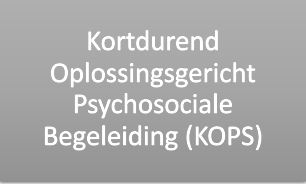 Kortdurend
Oplossingsgericht
Psychosociale
Begeleiding (KOPS)